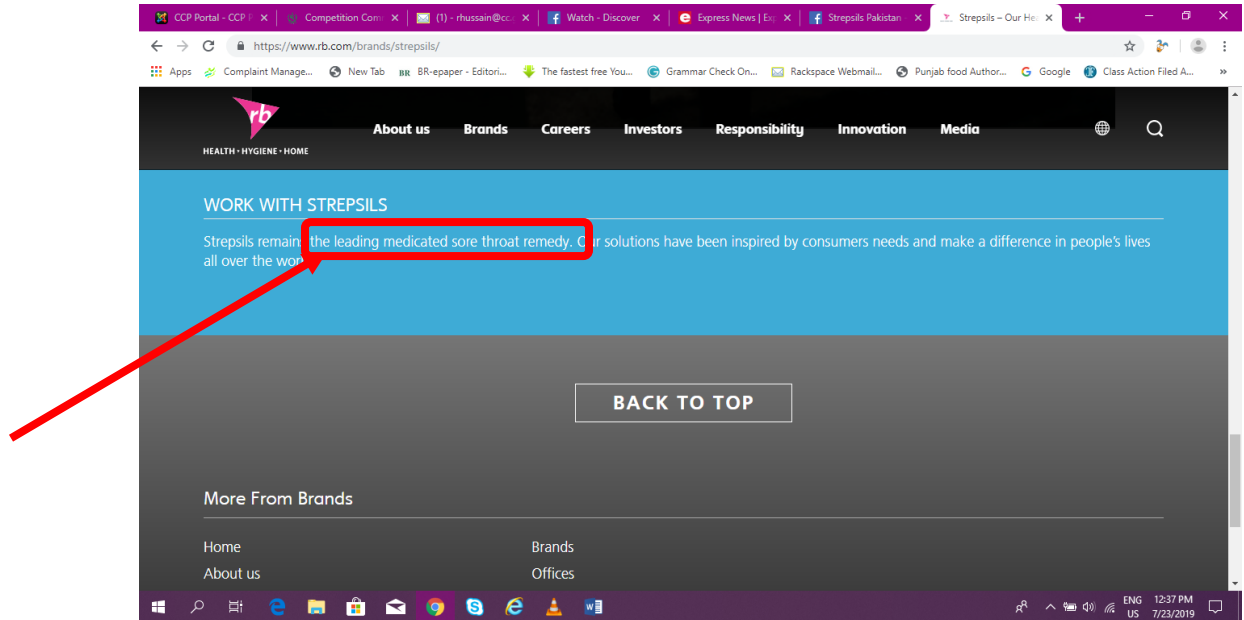 CCP Portal - CCP P
Competition Com
(1) - rhussain@cc.
Watch - Discover
Express News | Exp
Strepsils Pakistan -
Strepsils – Our He
https://www.rb.com/brands/strepsils/
Apps Complaint Manage... New Tab BR BR-epaper - Editori... The fastest free You... Grammar Check On... Rackspace Webmail... Punjab food Author... G Google Class Action Filed A... »
rb
HEALTH • HYGIENE • HOME
About us Brands Careers Investors Responsibility Innovation Media
WORK WITH STREPSILS
Strepsils remain the leading medicated sore throat remedy. solutions have been inspired by consumers needs and make a difference in people's lives
all over the wor
BACK TO TOP
More From Brands
Home Brands
About us Offices
ENG 12:37 PM
US 7/23/2019